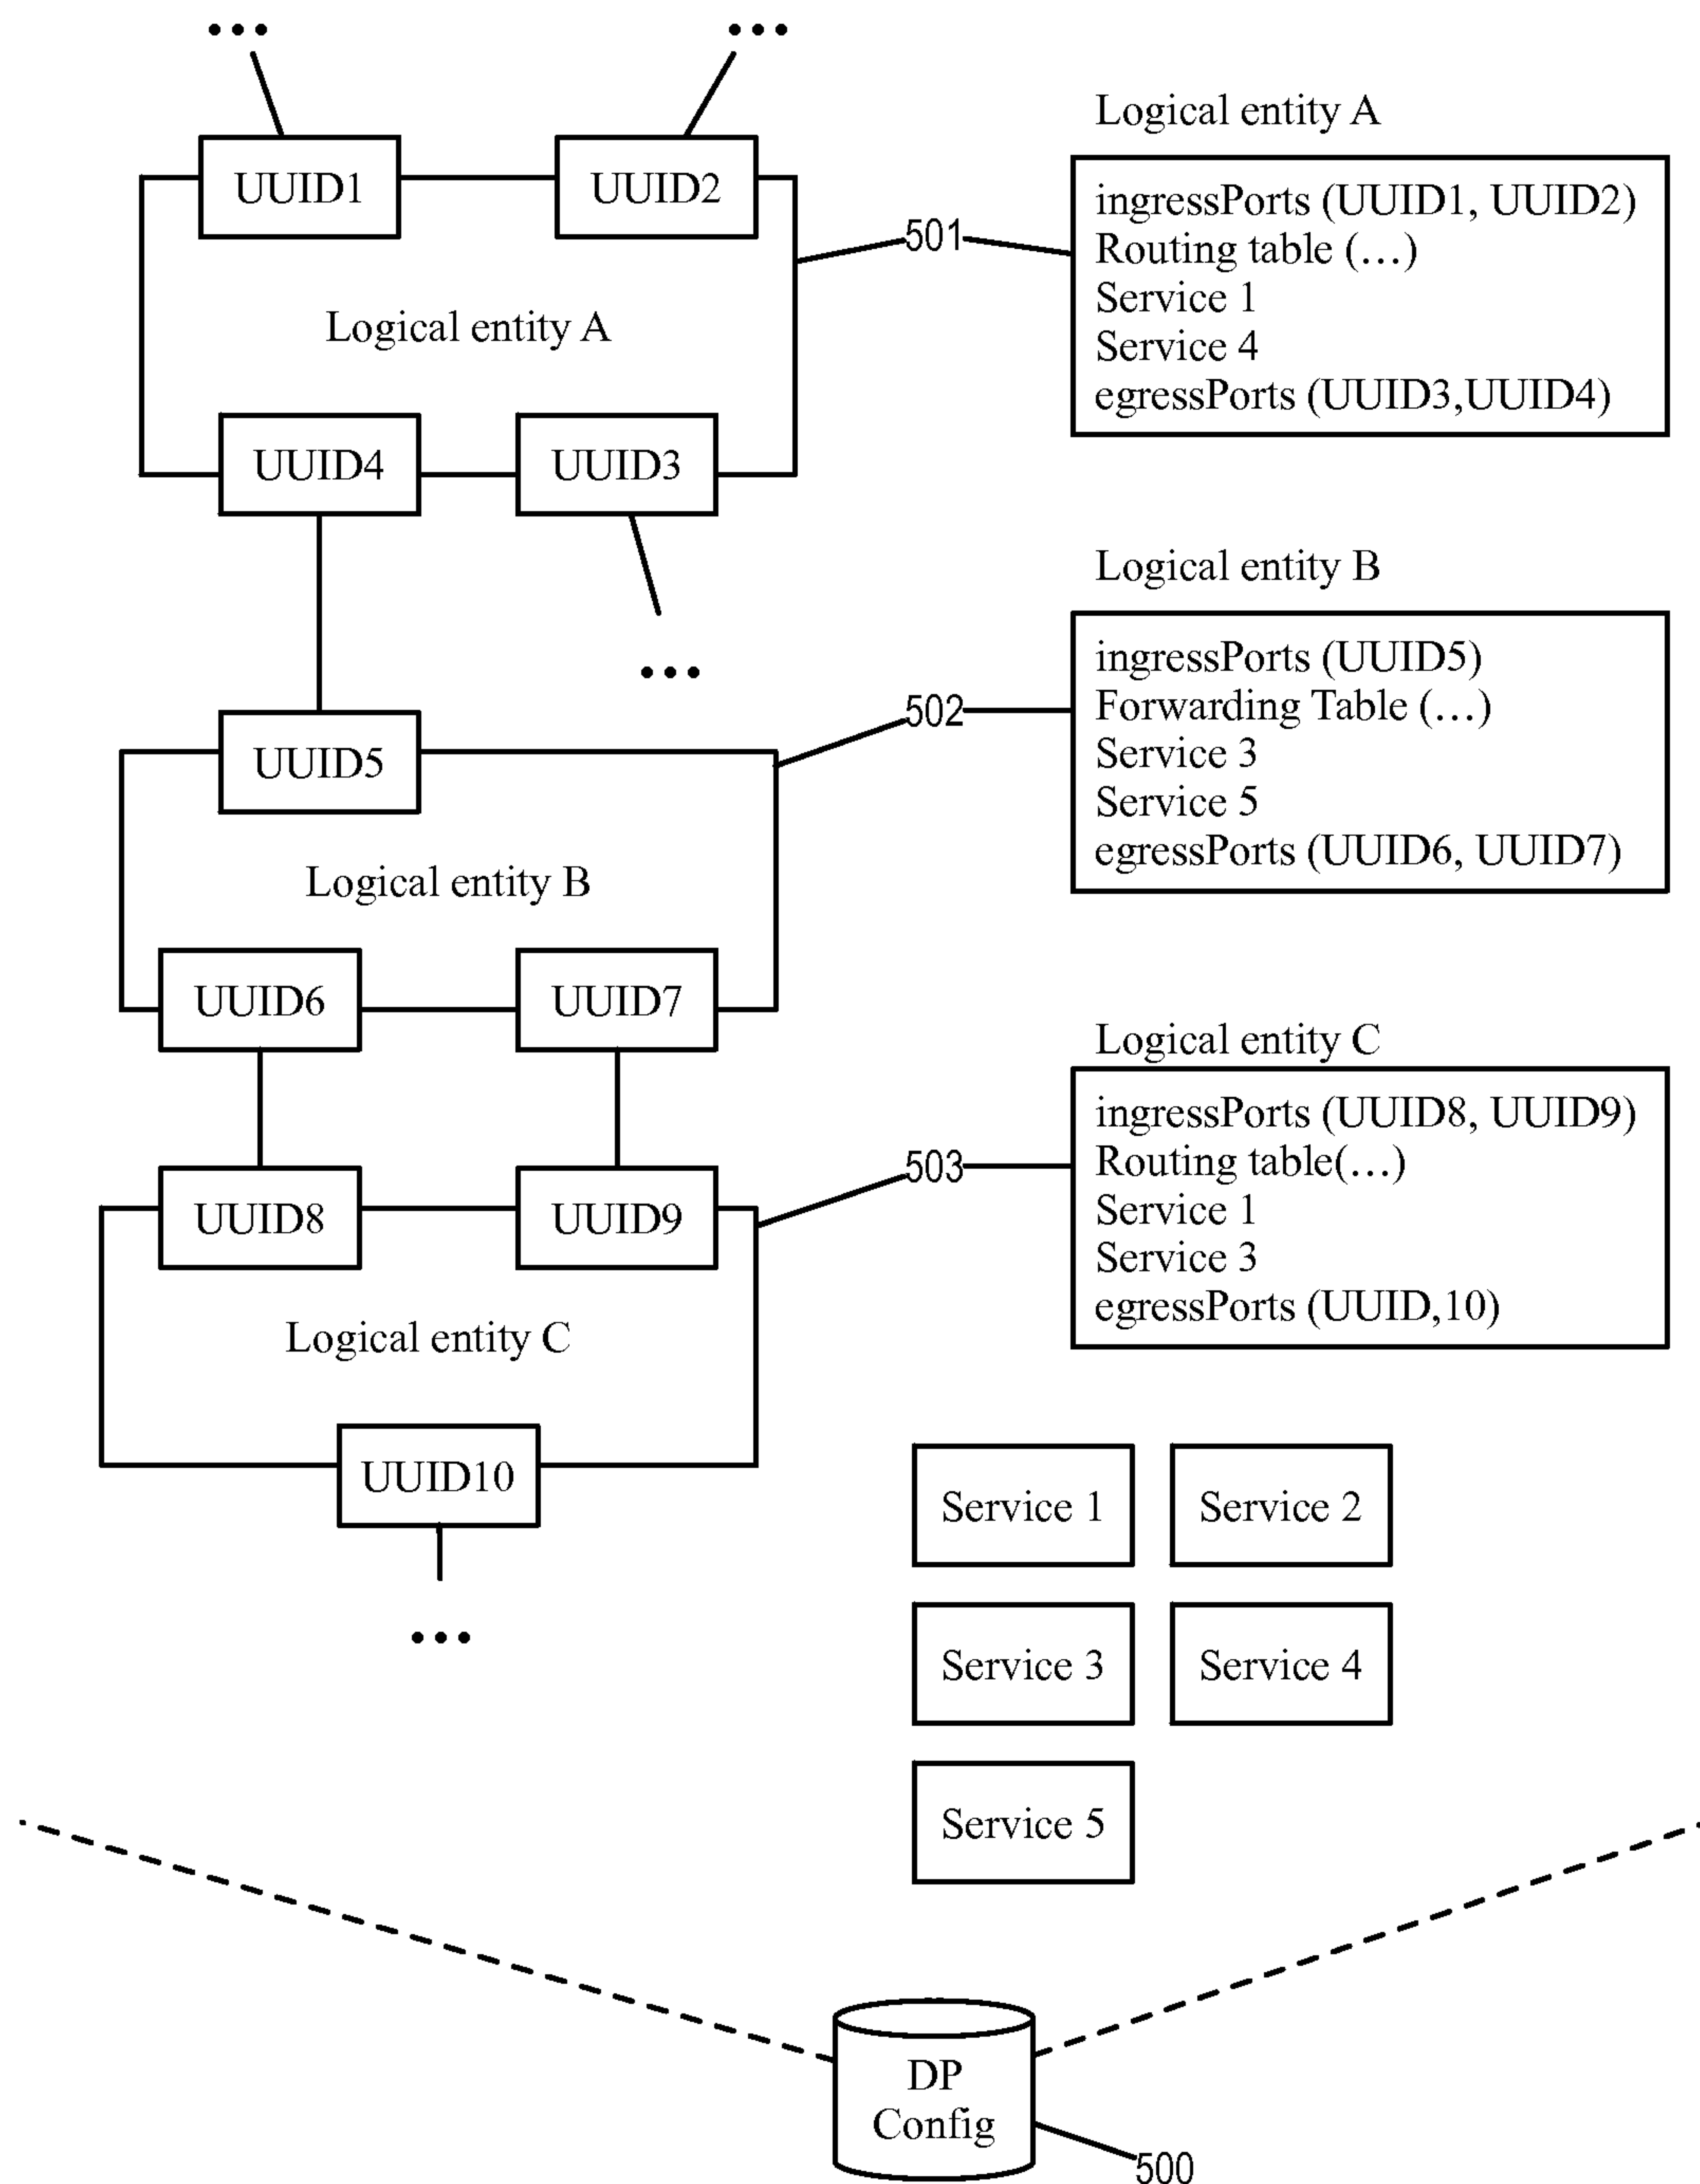 ... ...
UUID1 UUID2
Logical entity A
UUID4 UUID3
...
UUID5
Logical entity B
UUID6 UUID7
UUID8 UUID9
Logical entity C
UUID10
...
501
502
503
Logical entity A
ingressPorts (UUID1, UUID2)
Routing table (...)
Service 1
Service 4
egressPorts (UUID3,UUID4)
Logical entity B
ingressPorts (UUID5)
Forwarding Table (...)
Service 3
Service 5
egressPorts (UUID6, UUID7)
Logical entity C
ingressPorts (UUID8, UUID9)
Routing table(...)
Service 1
Service 3
egressPorts (UUID,10)
Service 1 Service 2
Service 3 Service 4
Service 5
DP
Config
500